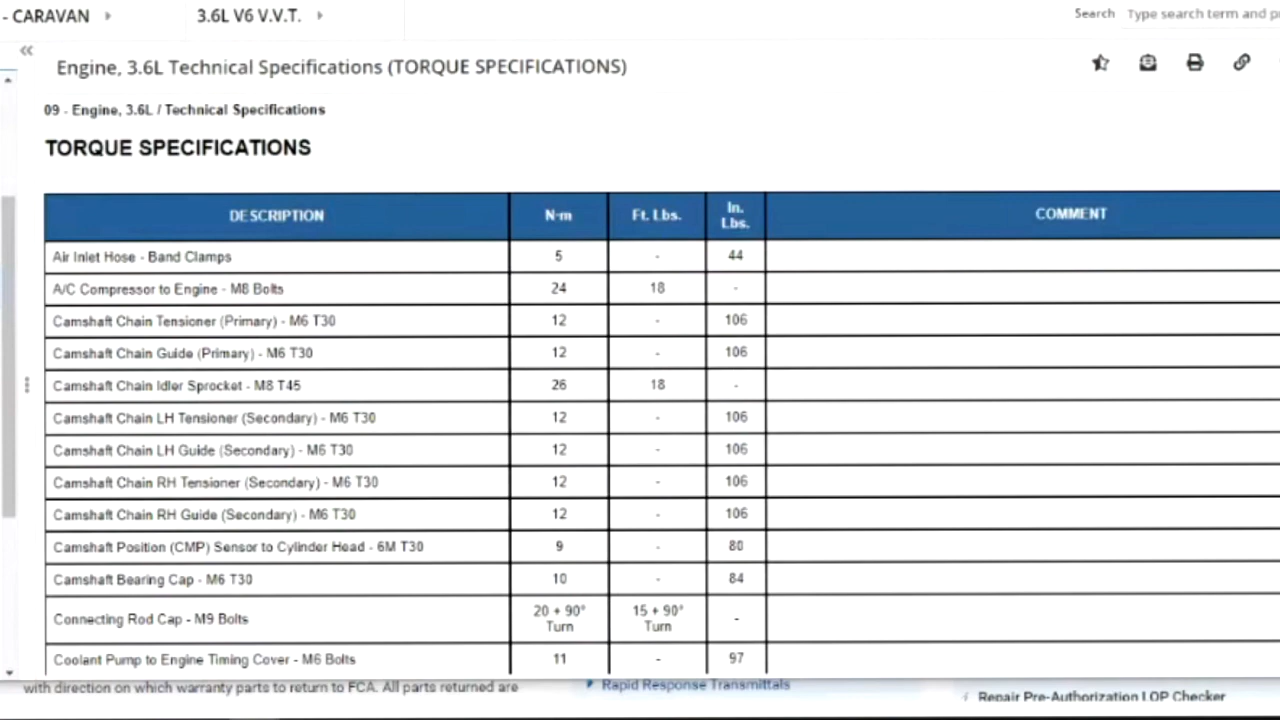 - CARAVAN
3.6L V6 V.V.T.
Search Type search term and
Engine, 3.6L Technical Specifications (TORQUE SPECIFICATIONS)
09 - Engine, 3.6L / Technical Specifications
TORQUE SPECIFICATIONS
DESCRIPTION N·m Ft. Lbs. In. Lbs. COMMENT
Air Inlet Hose - Band Clamps 5 - 44
A/C Compressor to Engine - M8 Bolts 24 18 -
Camshaft Chain Tensioner (Primary) - M6 T30 12 - 106
Camshaft Chain Guide (Primary) - M6 T30 12 - 106
Camshaft Chain Idler Sprocket - M8 T45 26 18 -
Camshaft Chain LH Tensioner (Secondary) - M6 T30 12 - 106
Camshaft Chain LH Guide (Secondary) - M6 T30 12 - 106
Camshaft Chain RH Tensioner (Secondary) - M6 T30 12 - 106
Camshaft Chain RH Guide (Secondary) - M6 T30 12 - 106
Camshaft Position (CMP) Sensor to Cylinder Head - 6M T30 9 - 80
Camshaft Bearing Cap - M6 T30 10 - 84
Connecting Rod Cap - M9 Bolts 20 + 90° Turn 15 + 90° Turn -
Coolant Pump to Engine Timing Cover - M6 Bolts 11 - 97
with direction on which warranty parts to return to FCA. All parts returned are
Rapid Response Transmittals
Repair Pre-Authorization LOP Checker